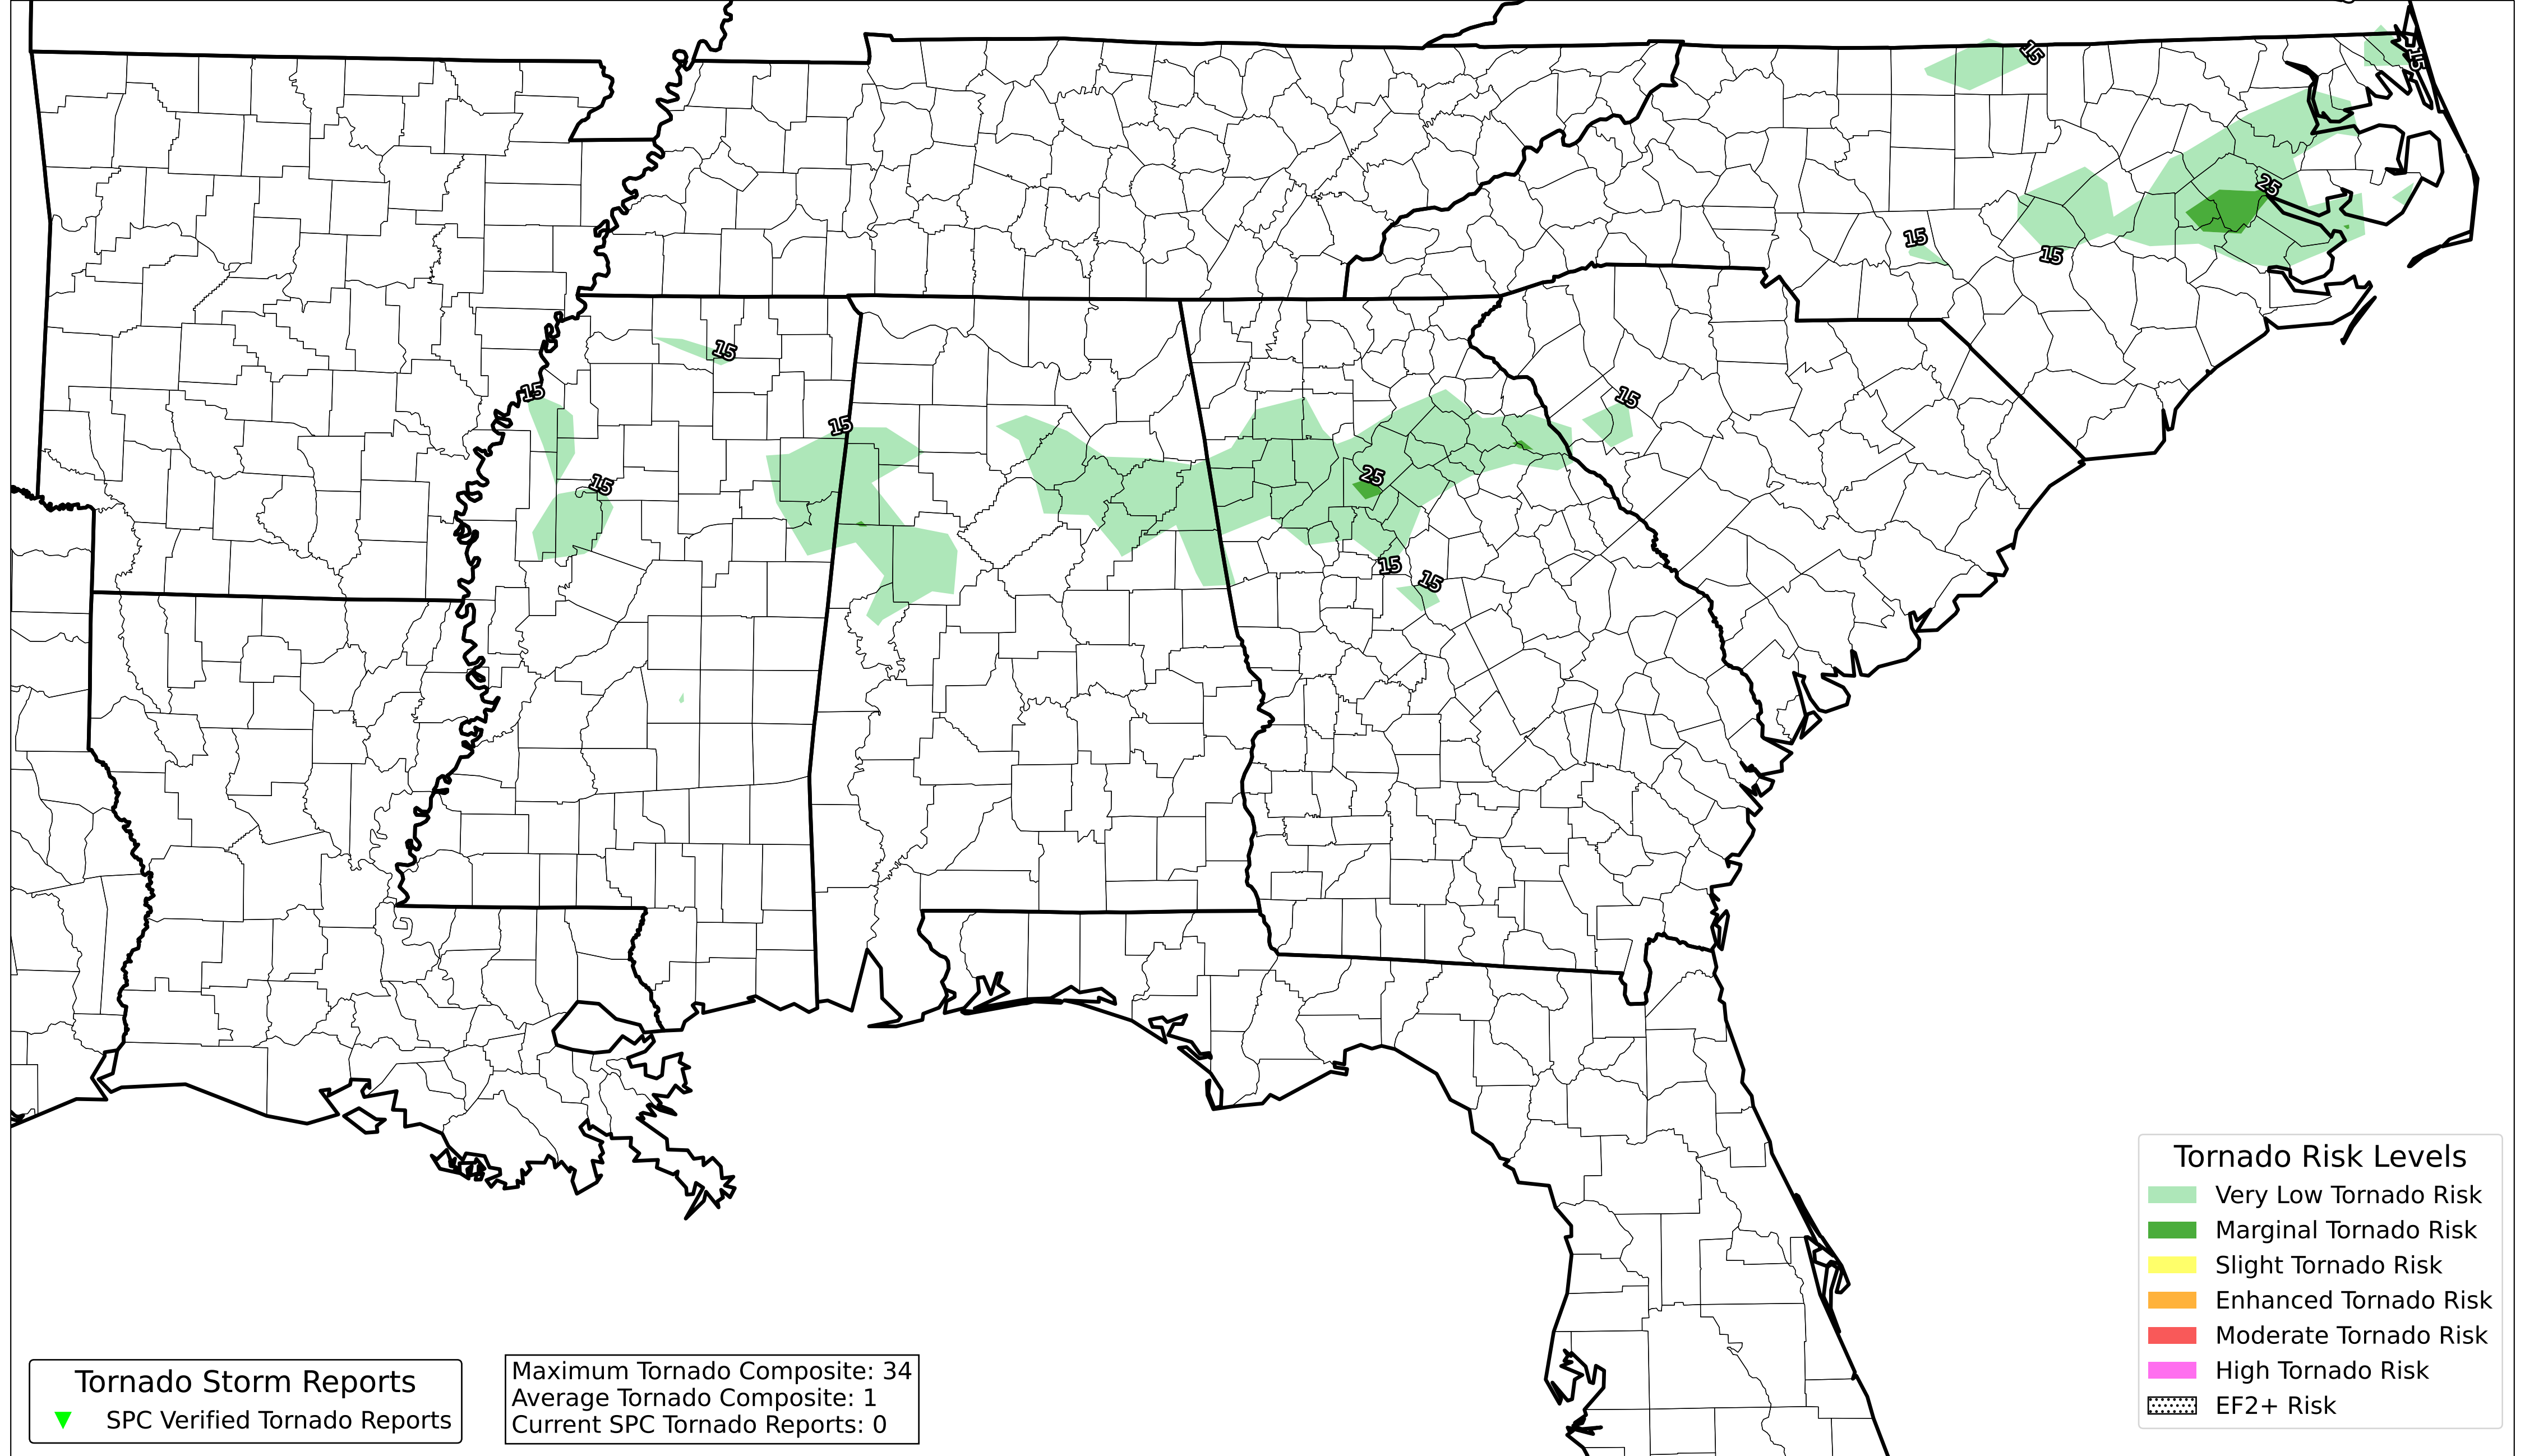 15
15
25
15
15
15
15
15
15
15
25
15
15
Tornado Risk Levels
Very Low Tornado Risk
Marginal Tornado Risk
Slight Tornado Risk
Enhanced Tornado Risk
Moderate Tornado Risk
High Tornado Risk
EF2+ Risk
Tornado Storm Reports
SPC Verified Tornado Reports
Maximum Tornado Composite: 34
Average Tornado Composite: 1
Current SPC Tornado Reports: 0